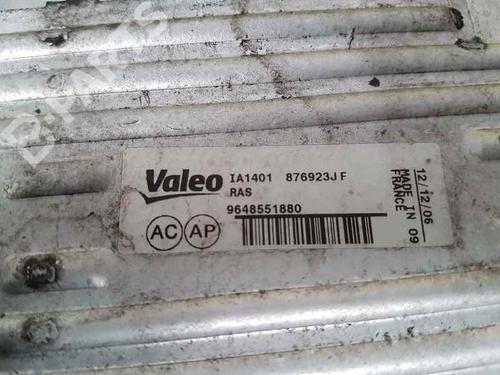 B-PARTS
Valeo
IA1401 876923J F
RAS
9648551880
AC AP
12/12/06
MADE IN 09
FRANCE